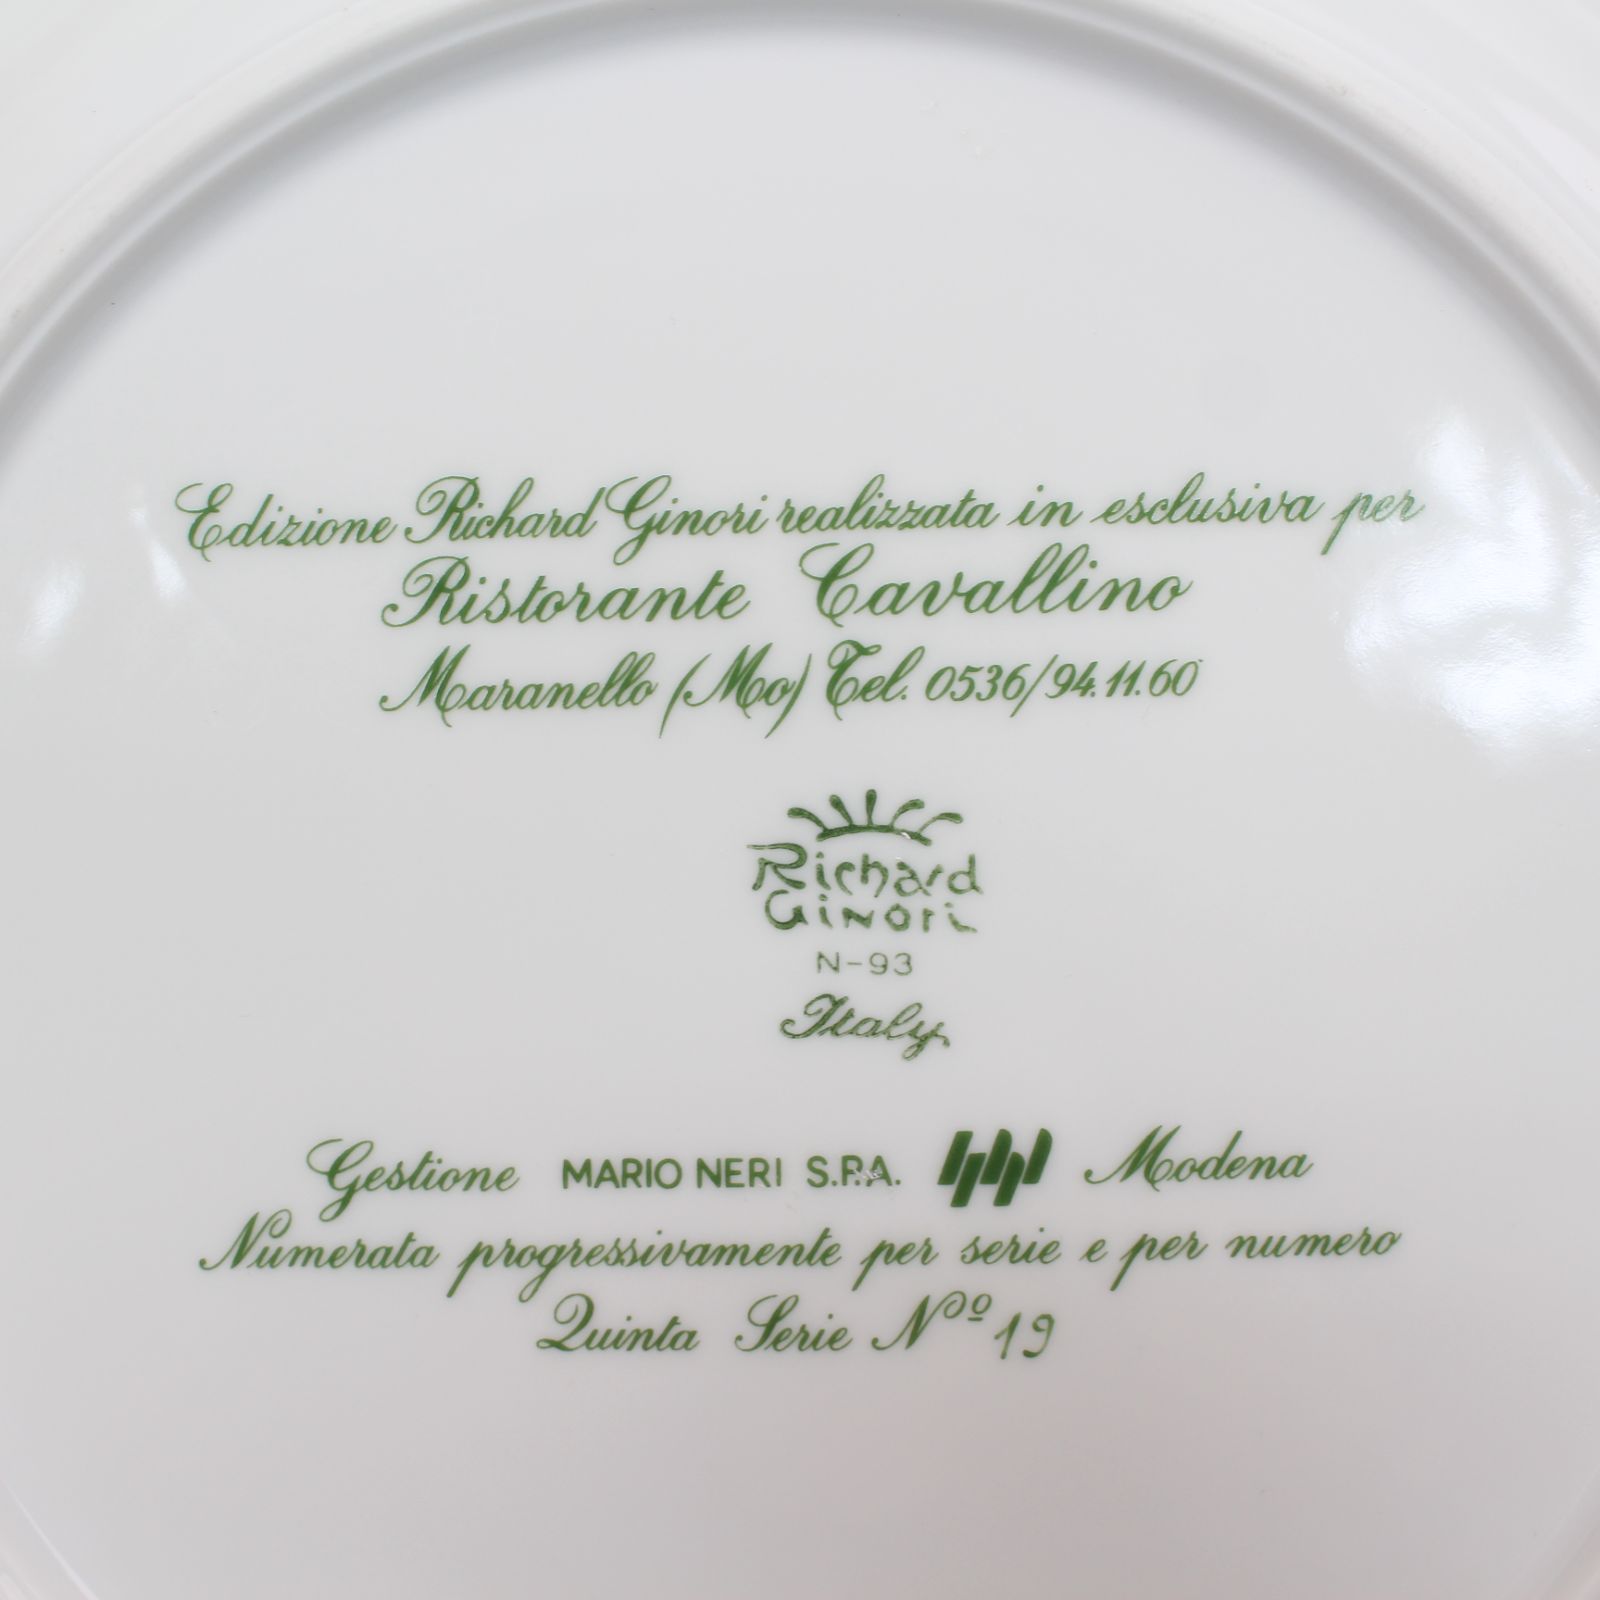 Edizione Richard Ginori realizzata in esclusiva per
Ristorante Cavallino
Maranello (Mo) Tel. 0536/94.11.60
Richard
Ginori
N-93
Italy
Gestione MARIO NERI S.P.A. Modena
Numerata progressivamente per serie e per numero
Quinta Serie Nº 19